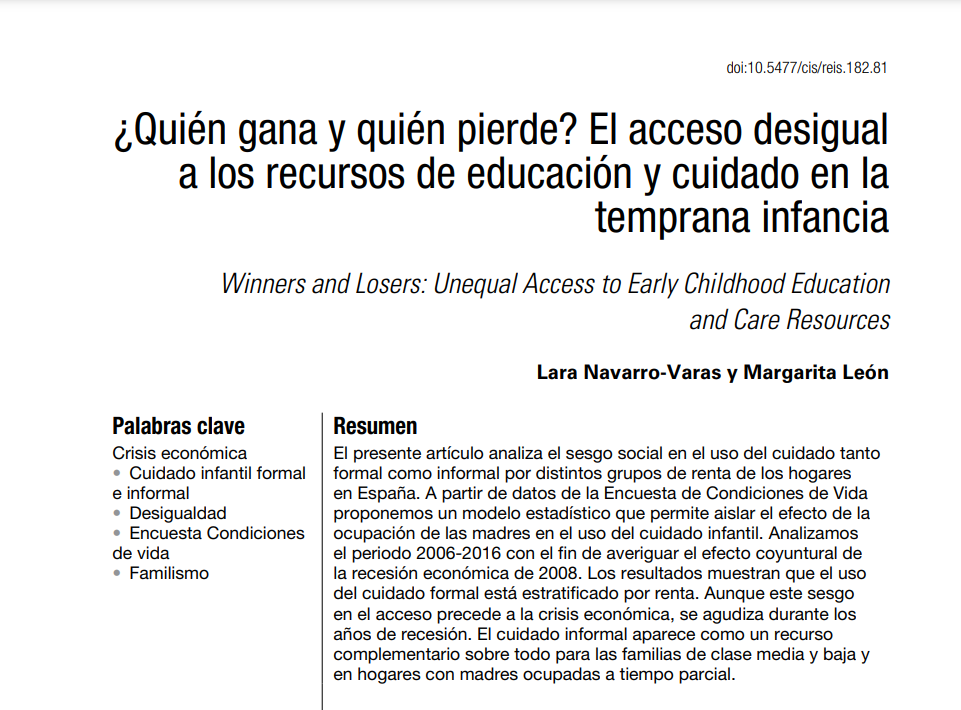 doi:10.5477/cis/reis.182.81
¿Quién gana y quién pierde? El acceso desigual
a los recursos de educación y cuidado en la
temprana infancia
Winners and Losers: Unequal Access to Early Childhood Education
and Care Resources
Lara Navarro-Varas y Margarita León
Palabras clave
Crisis económica
• Cuidado infantil formal
e informal
• Desigualdad
• Encuesta Condiciones
de vida
• Familismo
Resumen
El presente artículo analiza el sesgo social en el uso del cuidado tanto
formal como informal por distintos grupos de renta de los hogares
en España. A partir de datos de la Encuesta de Condiciones de Vida
proponemos un modelo estadístico que permite aislar el efecto de la
ocupación de las madres en el uso del cuidado infantil. Analizamos
el periodo 2006-2016 con el fin de averiguar el efecto coyuntural de
la recesión económica de 2008. Los resultados muestran que el uso
del cuidado formal está estratificado por renta. Aunque este sesgo
en el acceso precede a la crisis económica, se agudiza durante los
años de recesión. El cuidado informal aparece como un recurso
complementario sobre todo para las familias de clase media y baja y
en hogares con madres ocupadas a tiempo parcial.